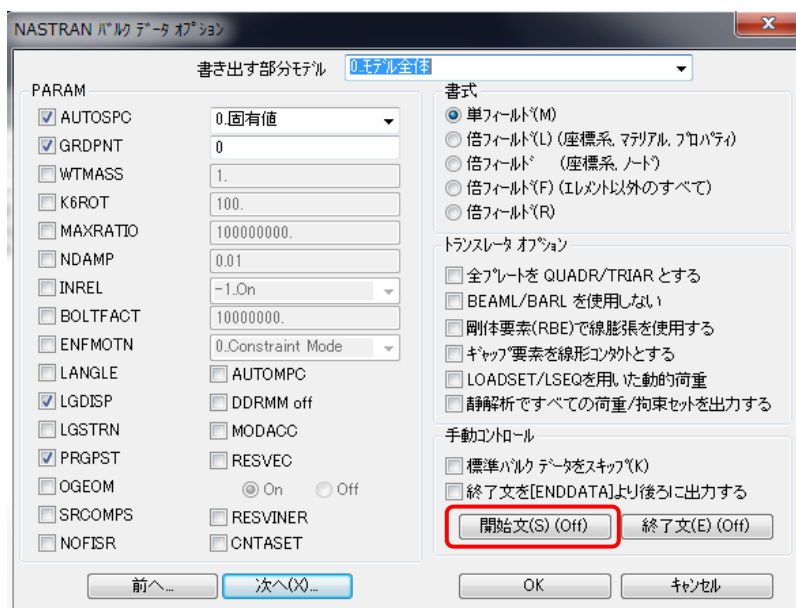 NASTRAN バルク データ オプション
書き出す部分モデル 0..モデル全体
PARAM
AUTOSPC 0..固有値
GRDPNT 0
WTMASS 1.
K6ROT 100.
MAXRATIO 100000000.
NDAMP 0.01
INREL -1..On
BOLTFACT 10000000.
ENFMOTN 0..Constraint Mode
LANGLE AUTOMPC
LGDISP DDRMM off
LGSTRN MODACC
PRGPST RESVEC
OGEOM On Off
SRCOMPS RESVINER
NOFISR CNTASET
書式
単フィールド(M)
倍フィールド(L) (座標系, マテリアル, プロパティ)
倍フィールド (座標系, ノード)
倍フィールド(F) (エレメント以外のすべて)
倍フィールド(R)
トランスレータ オプション
全プレートを QUADR/TRIAR とする
BEAML/BARL を使用しない
剛体要素(RBE)で線膨張を使用する
ギャップ要素を線形コンタクトとする
LOADSET/LSEQを用いた動的荷重
静解析ですべての荷重/拘束セットを出力する
手動コントロール
標準バルク データをスキップ(K)
終了文を[ENDDATA]より後ろに出力する
開始文(S) (Off) 終了文(E) (Off)
前へ... 次へ(X)... OK キャンセル